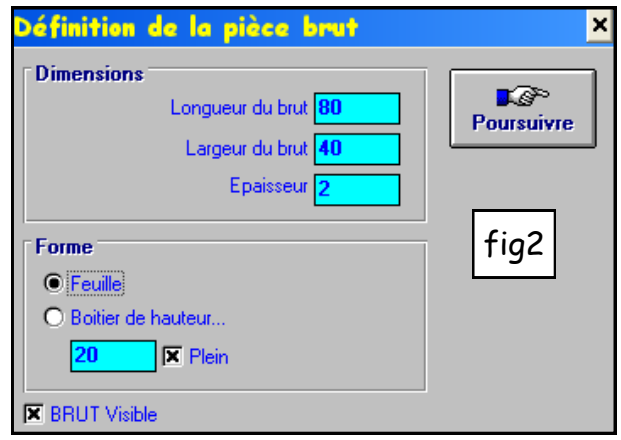 Définition de la pièce brut
Dimensions
Longueur du brut 80
Largeur du brut 40
Epaisseur 2
Poursuivre
fig2
Forme
Feuille
Boitier de hauteur...
20 Plein
BRUT Visible